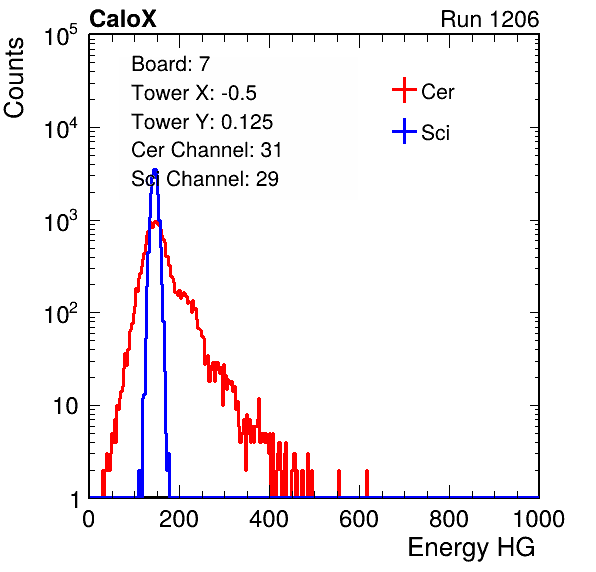 CaloX Run 1206
Counts
Board: 7
Tower X: -0.5
Tower Y: 0.125
Cer Channel: 31
Sci Channel: 29
Cer
Sci
10^5
10^4
10^3
10^2
10
1
0 200 400 600 800 1000
Energy HG